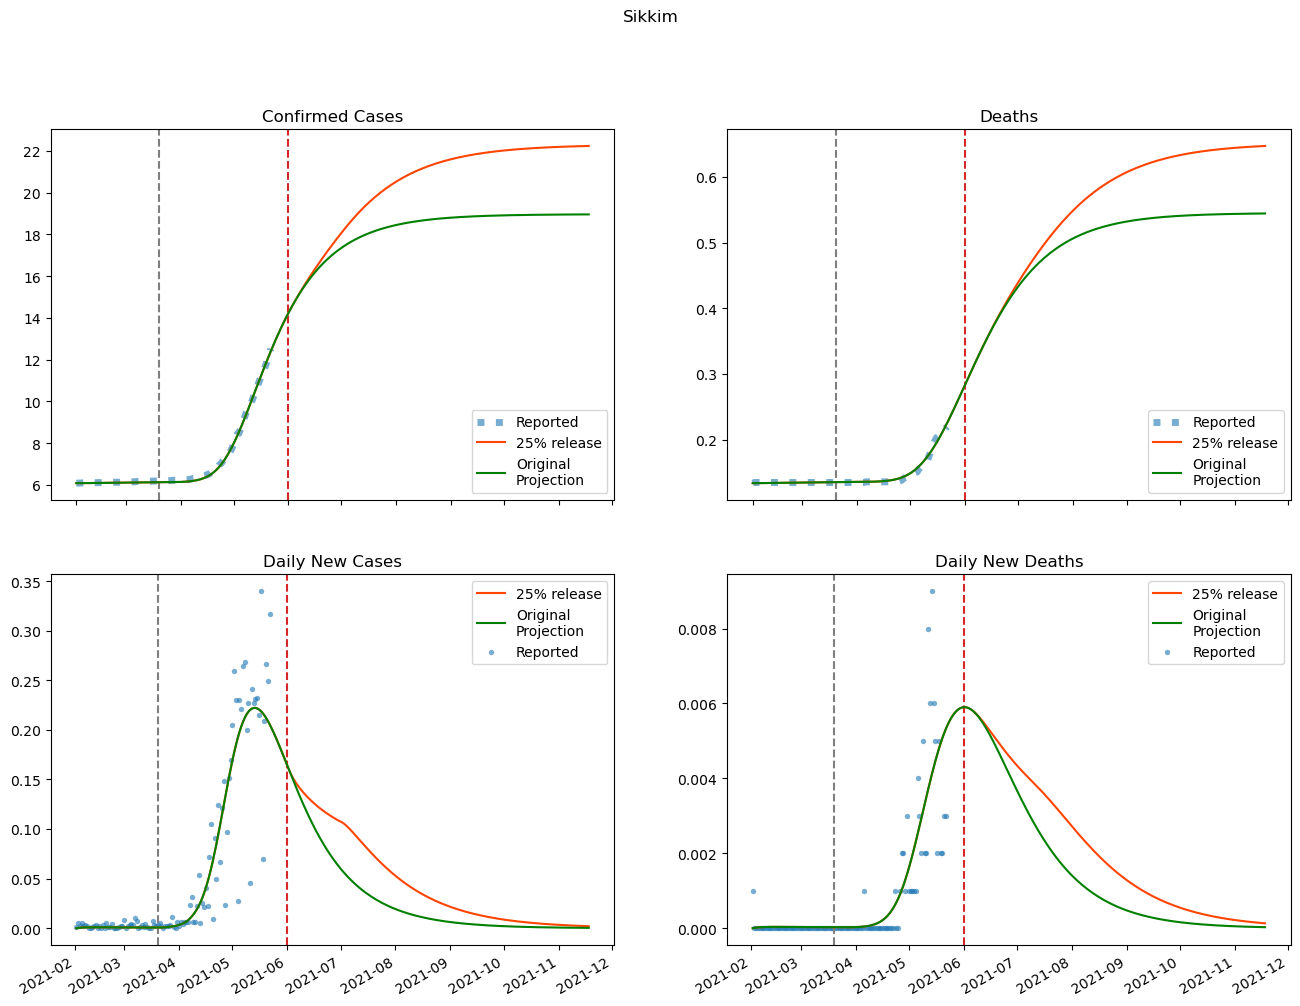 Sikkim
Confirmed Cases
22
20
18
16
14
12
10
8
6
Reported
25% release
Original
Projection
Deaths
0.6
0.5
0.4
0.3
0.2
Reported
25% release
Original
Projection
Daily New Cases
0.35
0.30
0.25
0.20
0.15
0.10
0.05
0.00
25% release
Original
Projection
Reported
2021-02
2021-03
2021-04
2021-05
2021-06
2021-07
2021-08
2021-09
2021-10
2021-11
2021-12
Daily New Deaths
0.008
0.006
0.004
0.002
0.000
25% release
Original
Projection
Reported
2021-02
2021-03
2021-04
2021-05
2021-06
2021-07
2021-08
2021-09
2021-10
2021-11
2021-12